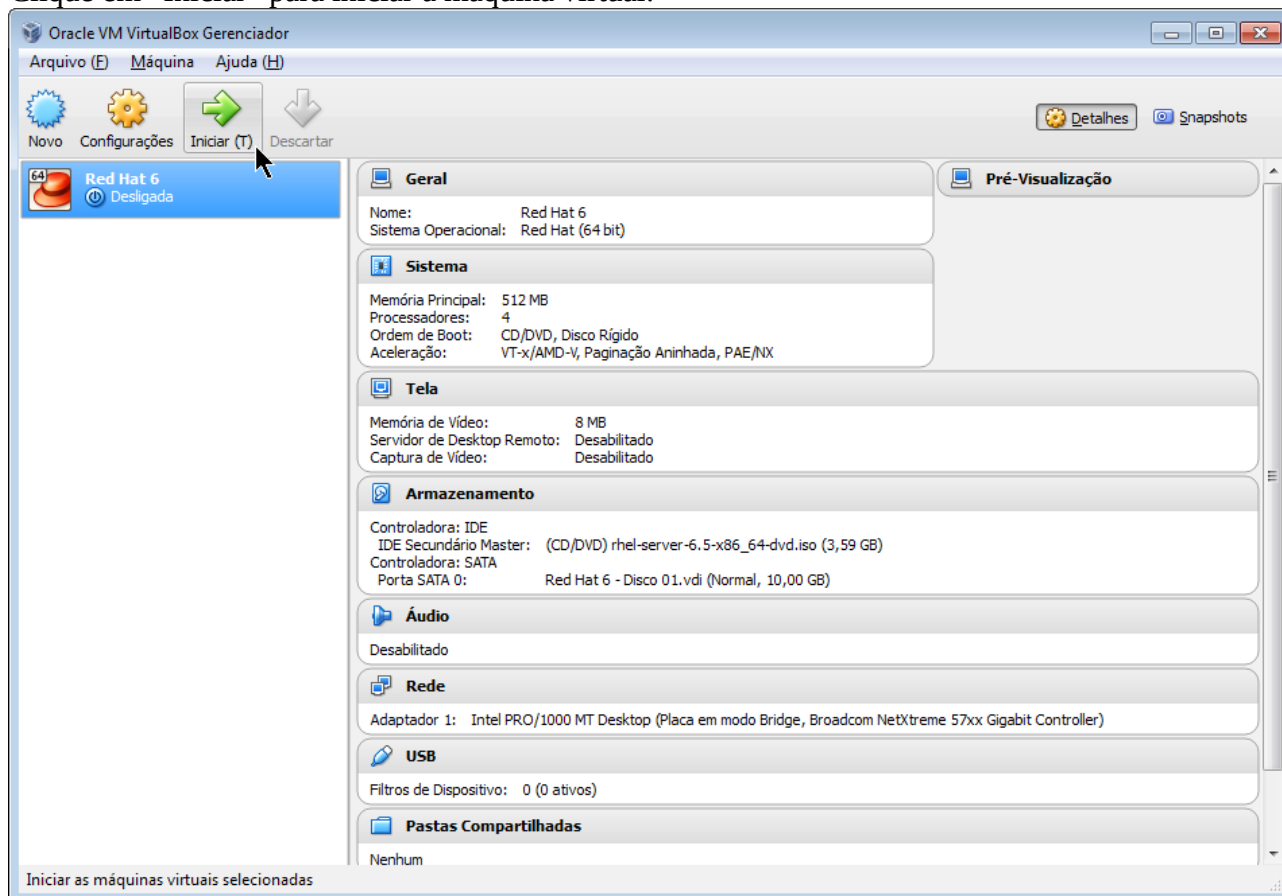 Clique em "Iniciar" para iniciar a máquina virtual.
Oracle VM VirtualBox Gerenciador
Arquivo (F) Máquina Ajuda (H)
Novo Configurações Iniciar (T) Descartar
Detalhes Snapshots
64 Red Hat 6
Desligada
Geral
Nome: Red Hat 6
Sistema Operacional: Red Hat (64 bit)
Pré-Visualização
Sistema
Memória Principal: 512 MB
Processadores: 4
Ordem de Boot: CD/DVD, Disco Rígido
Aceleração: VT-x/AMD-V, Paginação Aninhada, PAE/NX
Tela
Memória de Vídeo: 8 MB
Servidor de Desktop Remoto: Desabilitado
Captura de Vídeo: Desabilitado
Armazenamento
Controladora: IDE
IDE Secundário Master: (CD/DVD) rhel-server-6.5-x86_64-dvd.iso (3,59 GB)
Controladora: SATA
Porta SATA 0: Red Hat 6 - Disco 01.vdi (Normal, 10,00 GB)
Áudio
Desabilitado
Rede
Adaptador 1: Intel PRO/1000 MT Desktop (Placa em modo Bridge, Broadcom NetXtreme 57xx Gigabit Controller)
USB
Filtros de Dispositivo: 0 (0 ativos)
Pastas Compartilhadas
Nenhum
Iniciar as máquinas virtuais selecionadas